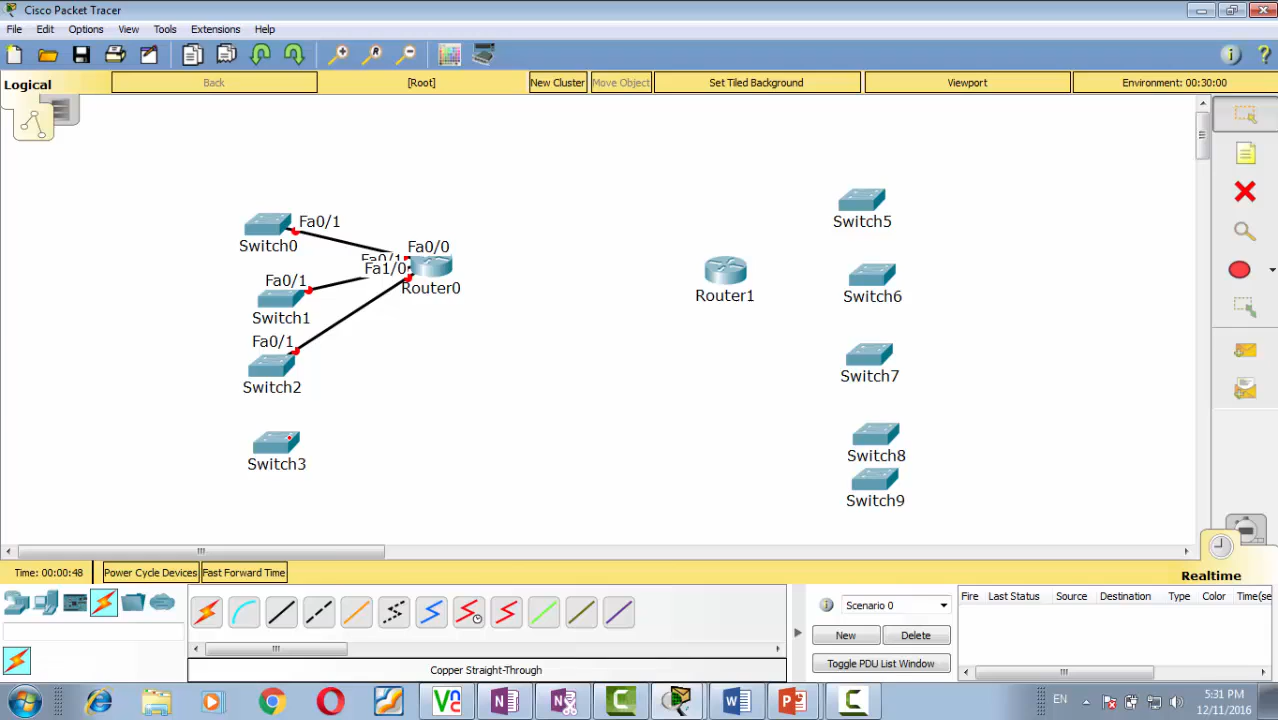 Cisco Packet Tracer
File Edit Options View Tools Extensions Help
Logical
Back
[Root]
New Cluster
Move Object
Set Tiled Background
Viewport
Environment: 00:30:00
Fa0/1
Switch0
Fa0/0
Fa0/1
Fa1/0
Router0
Fa0/1
Switch1
Fa0/1
Switch2
Switch3
Router1
Switch5
Switch6
Switch7
Switch8
Switch9
Time: 00:00:48
Power Cycle Devices
Fast Forward Time
Realtime
Scenario 0
New
Delete
Toggle PDU List Window
Fire Last Status Source Destination Type Color Time(se
Copper Straight-Through
EN
5:31 PM
12/11/2016